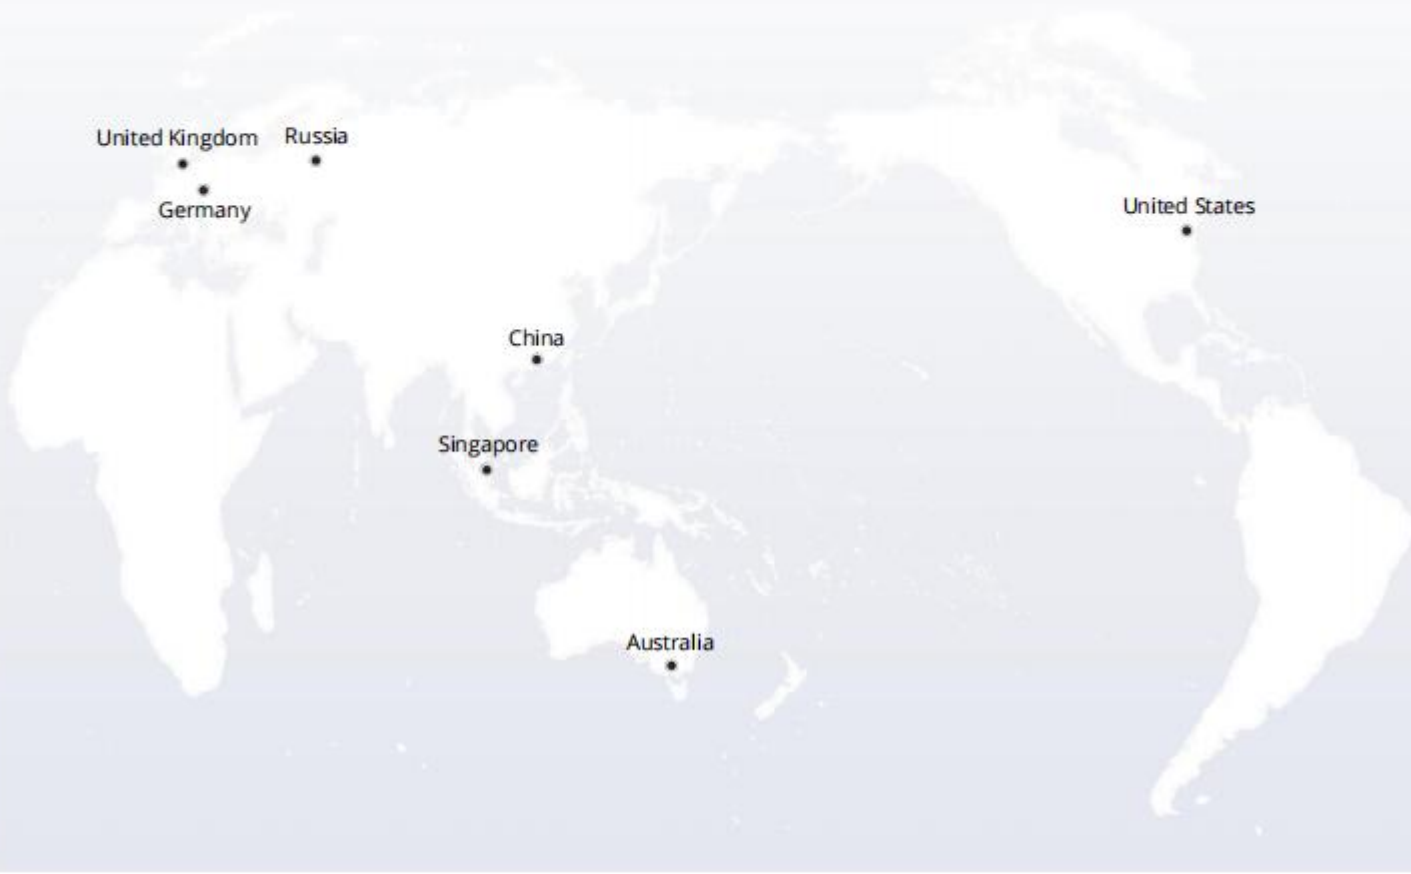 United Kingdom
Russia
Germany
United States
China
Singapore
Australia